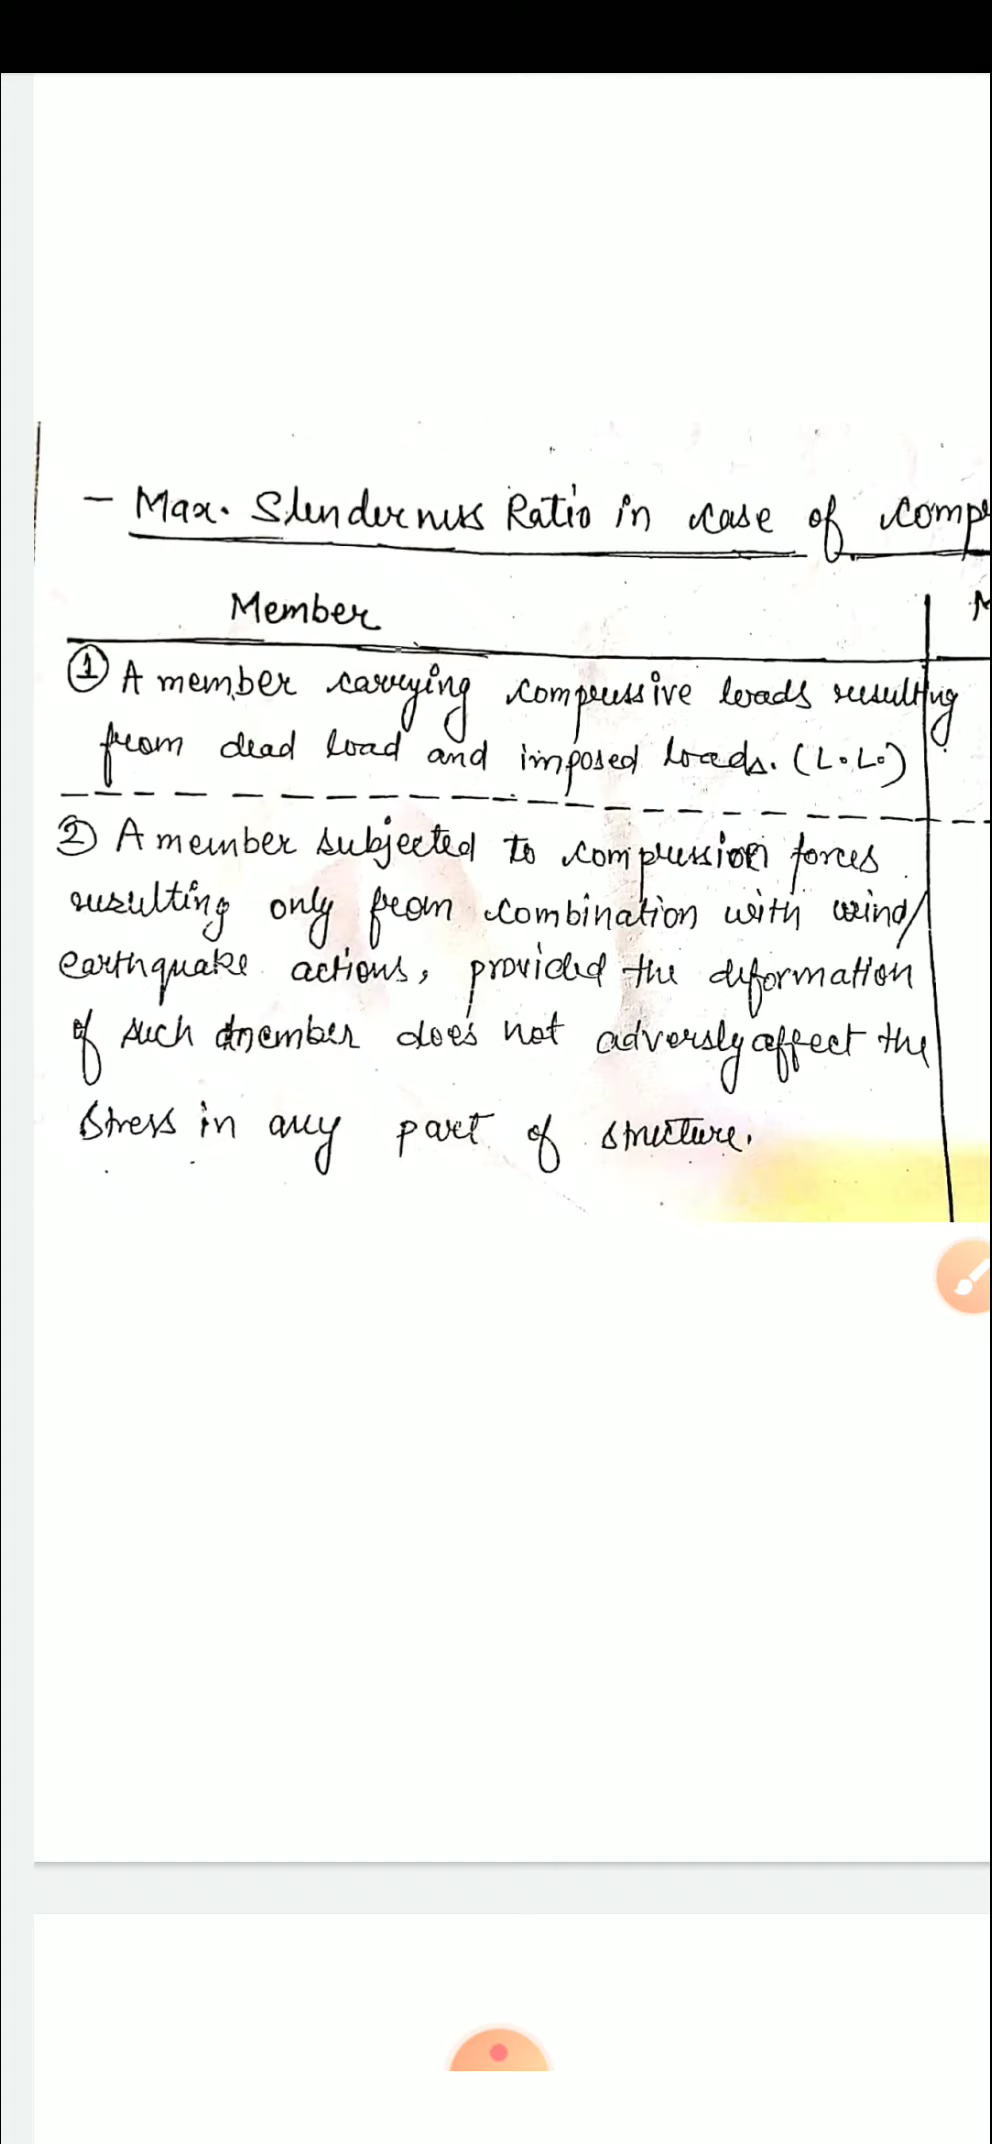 - Max. Slenderness Ratio in case of comp
Member
① A member carrying compressive loads resulting
from dead load and imposed loads. (L.L.)
② A member subjected to compression forces
resulting only from combination with wind/
earthquake actions, provided the deformation
of such member does not adversly affect the
stress in any part of structure.